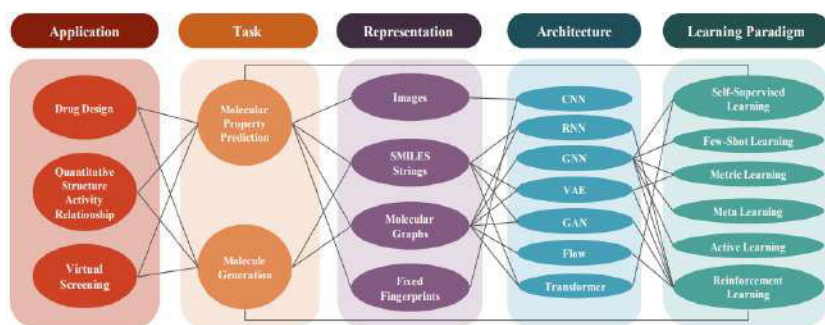 Application
Task
Representation
Architecture
Learning Paradigm
Drug Design
Quantitative
Structure
Activity
Relationship
Virtual
Screening
Molecular
Property
Prediction
Molecule
Generation
Images
SMILES
Strings
Molecular
Graphs
Fixed
Fingerprints
CNN
RNN
GNN
VAE
GAN
Flow
Transformer
Self-Supervised
Learning
Few-Shot Learning
Metric Learning
Meta Learning
Active Learning
Reinforcement
Learning